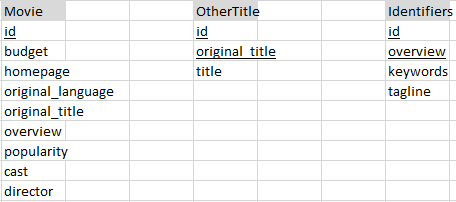 Movie OtherTitle Identifiers
id id id
budget original_title overview
homepage title keywords
original_language tagline
original_title
overview
popularity
cast
director